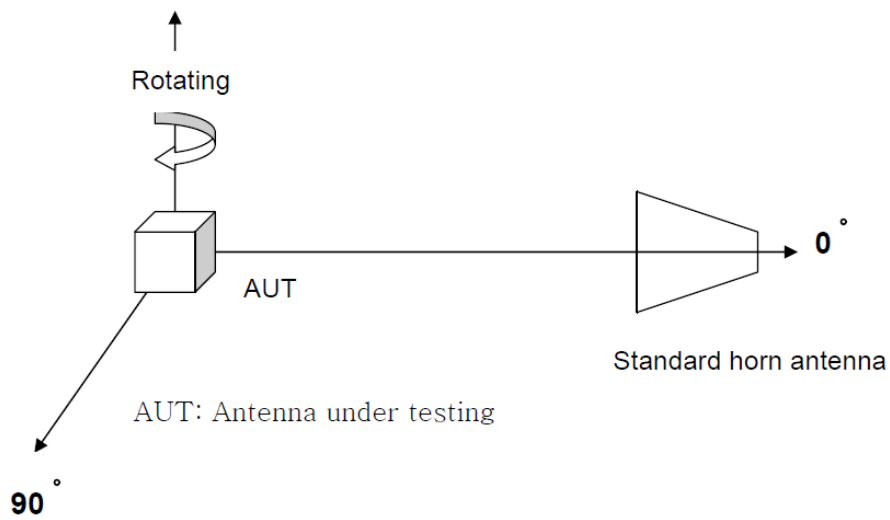 Rotating
0°
AUT
Standard horn antenna
AUT: Antenna under testing
90°